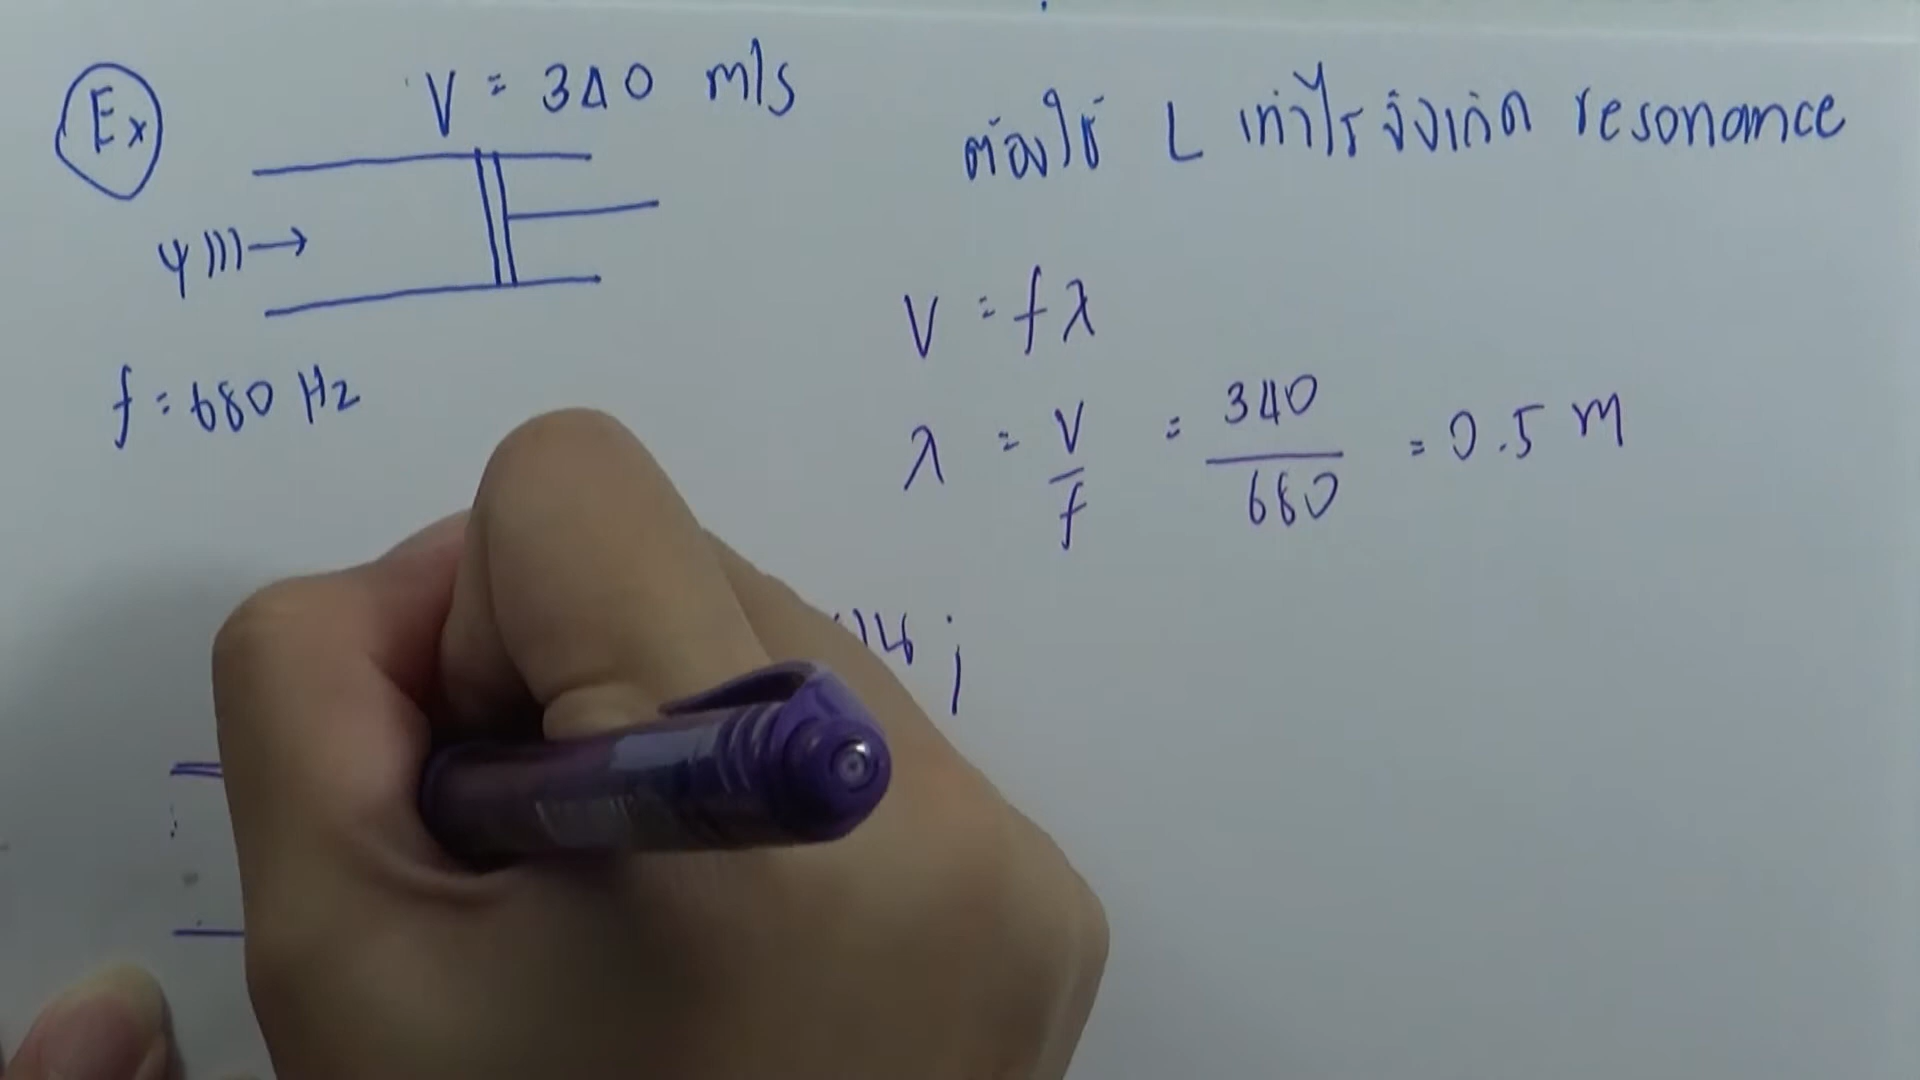 Ex
V = 340 m/s
ต้องใช้ L เท่าไร จึงเกิด resonance
f = 680 Hz
V = fλ
λ = V/f = 340/680 = 0.5 m